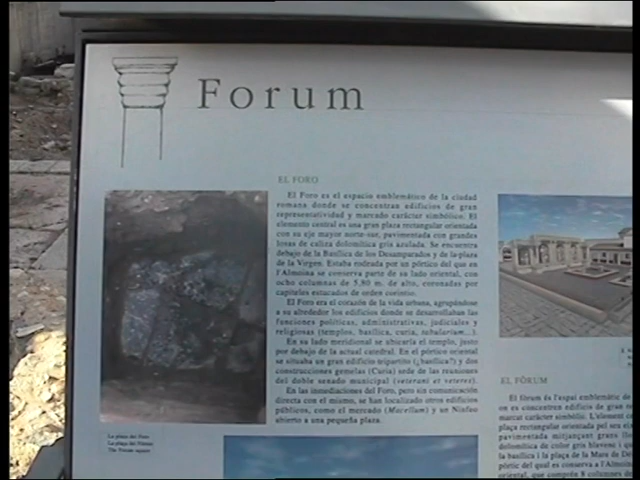 Forum
EL FORO
El Foro es el espacio emblemático de la ciudad
romana donde se concentran edificios de gran
representatividad y marcado carácter simbólico. El
elemento central es una gran plaza rectangular orientada
con su eje mayor norte-sur, pavimentada con grandes
losas de caliza dolomítica gris azulada. Se encuentra
debajo de la Basílica de los Desamparados y de la plaza
de la Virgen. Estaba rodeada por un pórtico del que en
l'Almoina se conserva parte de su lado oriental, con
ocho columnas de 5,80 m. de alto, coronadas por
capiteles estucados de orden corintio.
El Foro era el corazón de la vida urbana, agrupándose
a su alrededor los edificios donde se desarrollaban las
funciones políticas, administrativas, judiciales y
religiosas (templos, basílica, curia, tabularium...).
En su lado meridional se ubicaría el templo, justo
por debajo de la actual catedral. En el pórtico oriental
se situaba un gran edificio tripartito (¿basílica?) y dos
construcciones gemelas (Curia) sede de las reuniones
del doble senado municipal (veterani et veteres).
En las inmediaciones del Foro, pero sin comunicación
directa con el mismo, se han localizado otros edificios
públicos, como el mercado (Macellum) y un Ninfeo
abierto a una pequeña plaza.
La plaza del Foro
La plaça del Fòrum
The Forum square
EL FÒRUM
El fòrum és l'espai emblemàtic de
on es concentren edificis de gran re
marcat caràcter simbòlic. L'element c
plaça rectangular orientada pel seu ei
pavimentada mitjançant grans llo
dolomítica de color gris blavenc
la basílica i la plaça de la Mare de De
pòrtic del qual es conserva a l'Almo
oriental, que comprén 8 columnes